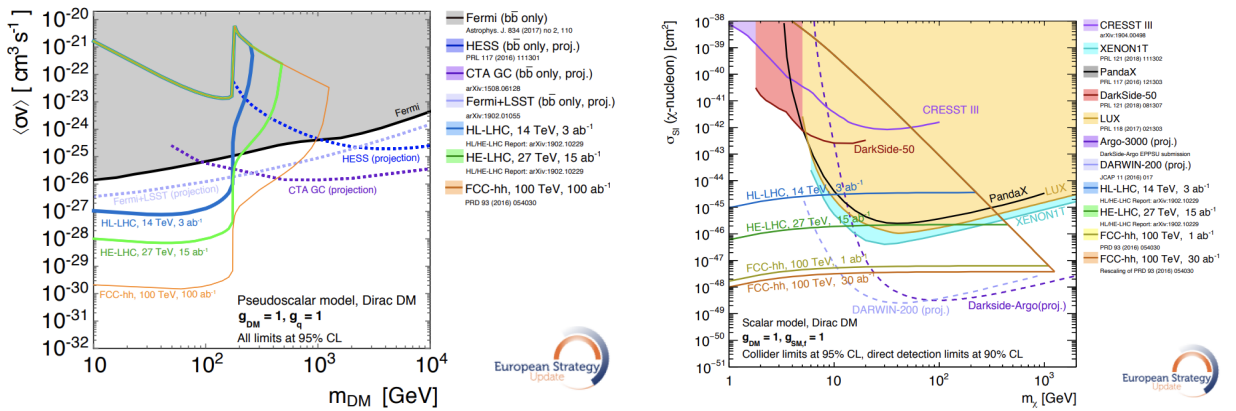 10⁻²⁰
10⁻²¹
10⁻²²
10⁻²³
10⁻²⁴
10⁻²⁵
10⁻²⁶
10⁻²⁷
10⁻²⁸
10⁻²⁹
10⁻³⁰
10⁻³¹
10⁻³²
⟨σv⟩ [cm³ s⁻¹]
Fermi
HESS (projection)
Fermi+LSST (projection)
CTA GC (projection)
HL-LHC, 14 TeV, 3 ab⁻¹
HE-LHC, 27 TeV, 15 ab⁻¹
FCC-hh, 100 TeV, 100 ab⁻¹
Pseudoscalar model, Dirac DM
g_DM = 1, g_q = 1
All limits at 95% CL
10 10² 10³ 10⁴
m_DM [GeV]
Fermi (bb̄ only)
Astrophys. J. 834 (2017) no 2, 110
HESS (bb̄ only, proj.)
PRL 117 (2016) 111301
CTA GC (bb̄ only, proj.)
arXiv:1508.06128
Fermi+LSST (bb̄ only, proj.)
arXiv:1902.01055
HL-LHC, 14 TeV, 3 ab⁻¹
HL/HE-LHC Report: arXiv:1902.10229
HE-LHC, 27 TeV, 15 ab⁻¹
HL/HE-LHC Report: arXiv:1902.10229
FCC-hh, 100 TeV, 100 ab⁻¹
PRD 93 (2016) 054030
European Strategy
Update
10⁻³⁸
10⁻³⁹
10⁻⁴⁰
10⁻⁴¹
10⁻⁴²
10⁻⁴³
10⁻⁴⁴
10⁻⁴⁵
10⁻⁴⁶
10⁻⁴⁷
10⁻⁴⁸
10⁻⁴⁹
10⁻⁵⁰
10⁻⁵¹
σ_SI (χ-nucleon) [cm²]
CRESST III
DarkSide-50
HL-LHC, 14 TeV, 3 ab⁻¹
PandaX
LUX
XENON1T
HE-LHC, 27 TeV, 15 ab⁻¹
FCC-hh, 100 TeV, 1 ab⁻¹
FCC-hh, 100 TeV, 30 ab⁻¹
DARWIN-200 (proj.)
Darkside-Argo(proj.)
Scalar model, Dirac DM
g_DM = 1, g_SM,f = 1
Collider limits at 95% CL, direct detection limits at 90% CL
1 10 10² 10³
m_χ [GeV]
CRESST III
arXiv:1904.00498
XENON1T
PRL 121 (2018) 111302
PandaX
PRL 117 (2016) 121303
DarkSide-50
PRL 121 (2018) 081307
LUX
PRL 118 (2017) 021303
Argo-3000 (proj.)
DarkSide-Argo EPPSU submission
DARWIN-200 (proj.)
JCAP 11 (2016) 017
HL-LHC, 14 TeV, 3 ab⁻¹
HL/HE-LHC Report: arXiv:1902.10229
HE-LHC, 27 TeV, 15 ab⁻¹
HL/HE-LHC Report: arXiv:1902.10229
FCC-hh, 100 TeV, 1 ab⁻¹
PRD 93 (2016) 054030
FCC-hh, 100 TeV, 30 ab⁻¹
Rescaling of PRD 93 (2016) 054030
European Strategy
Update